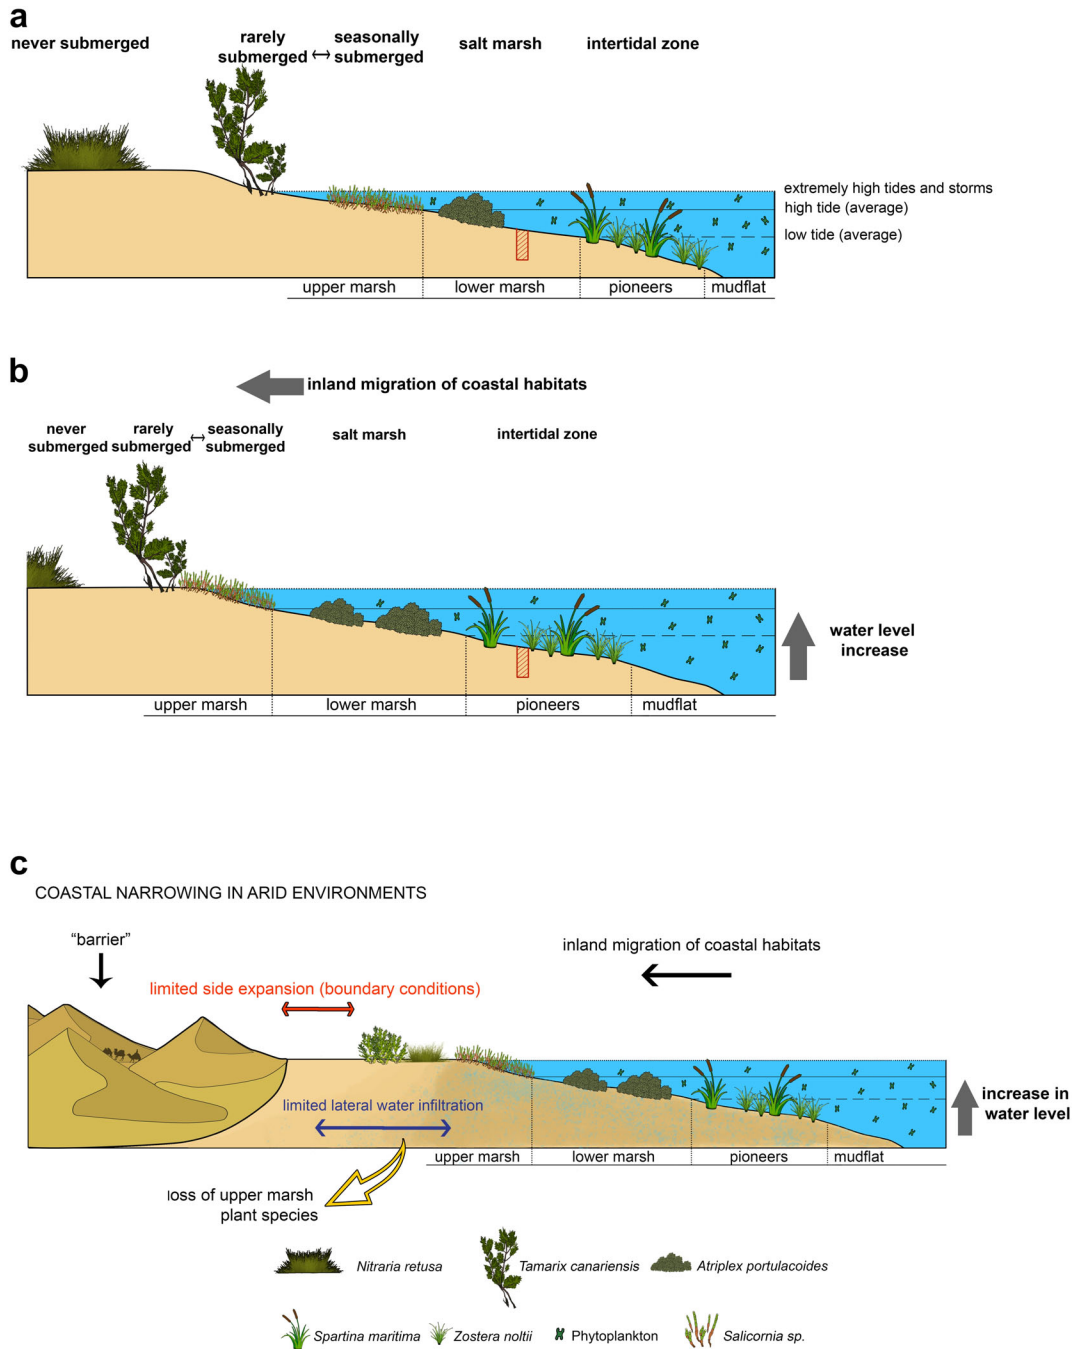 a
never submerged
rarely
submerged
seasonally
submerged
salt marsh
intertidal zone
extremely high tides and storms
high tide (average)
low tide (average)
upper marsh
lower marsh
pioneers
mudflat
b
inland migration of coastal habitats
never
submerged
rarely
submerged
seasonally
submerged
salt marsh
intertidal zone
water level
increase
upper marsh
lower marsh
pioneers
mudflat
c
COASTAL NARROWING IN ARID ENVIRONMENTS
“barrier”
inland migration of coastal habitats
limited side expansion (boundary conditions)
limited lateral water infiltration
increase in
water level
upper marsh
lower marsh
pioneers
mudflat
loss of upper marsh
plant species
Nitraria retusa
Tamarix canariensis
Atriplex portulacoides
Spartina maritima
Zostera noltii
Phytoplankton
Salicornia sp.